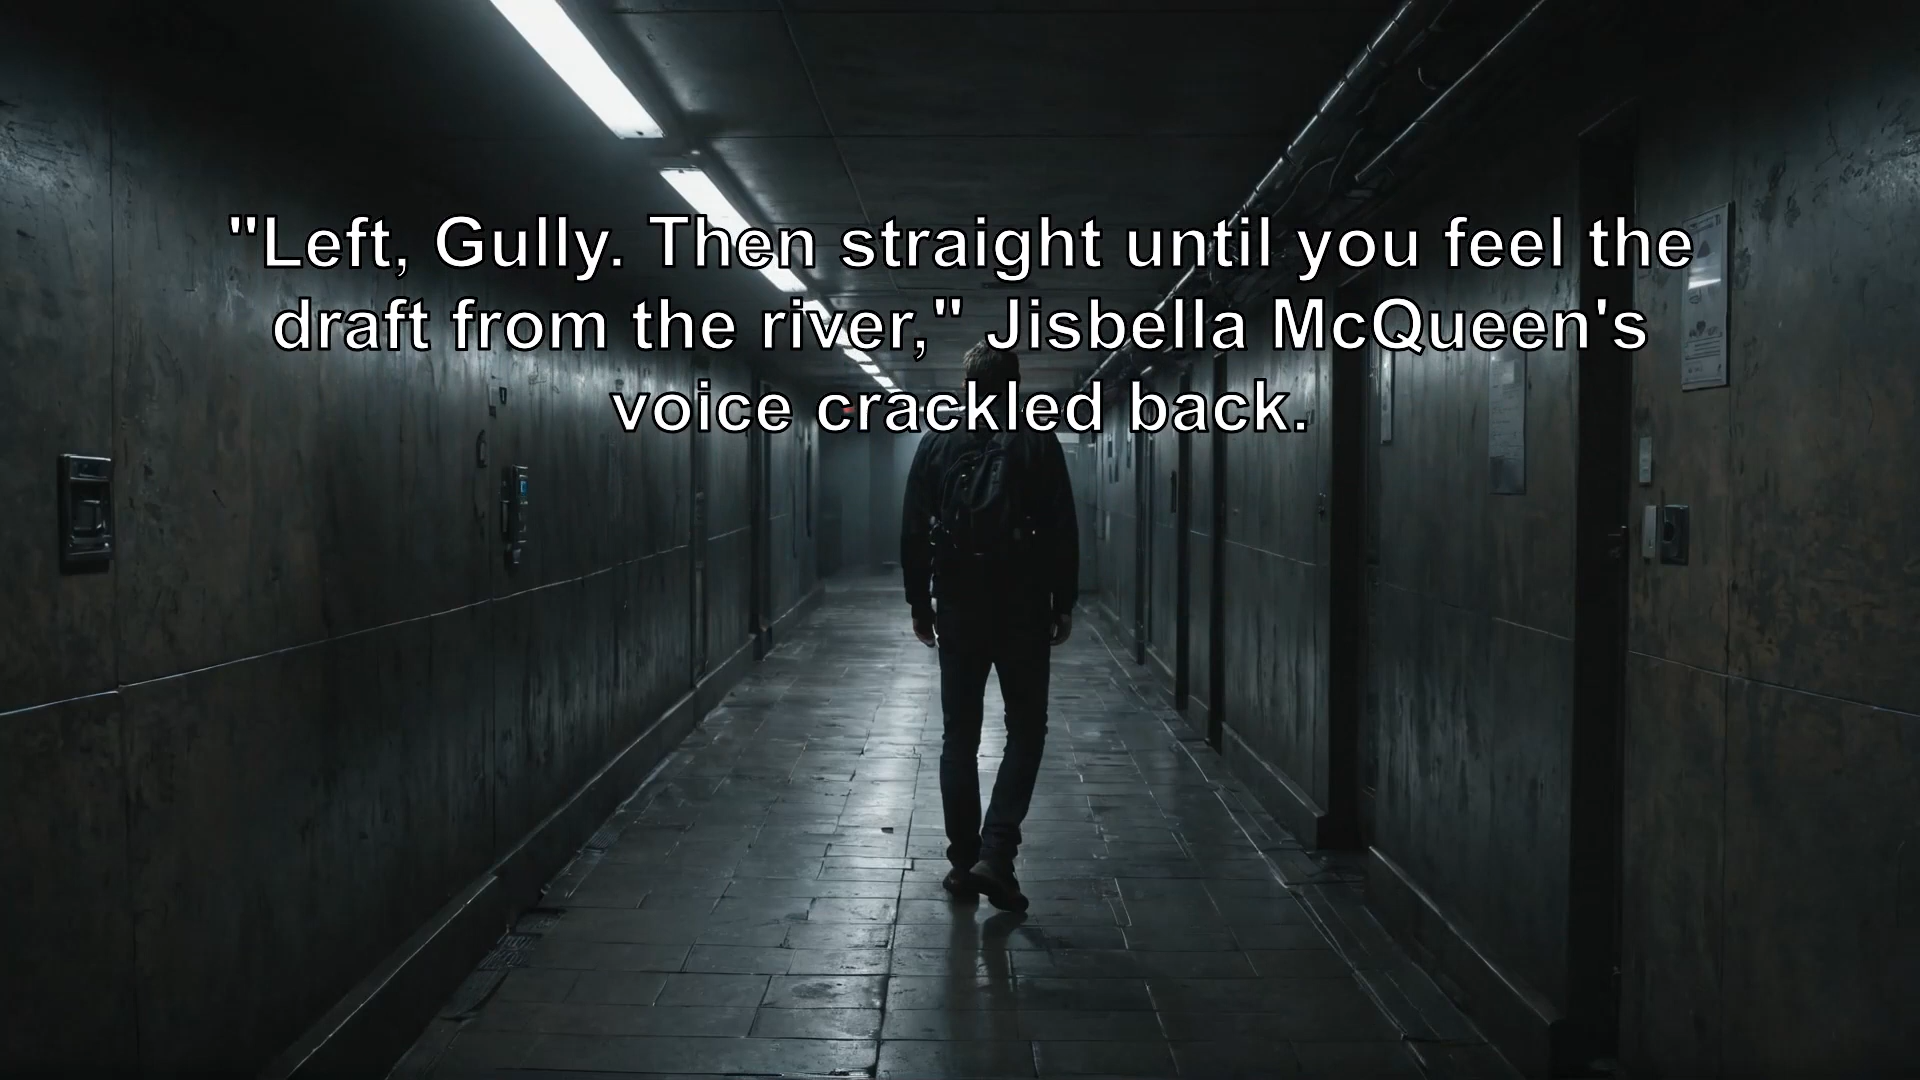 "Left, Gully. Then straight until you feel the
draft from the river," Jisbella McQueen's
voice crackled back.